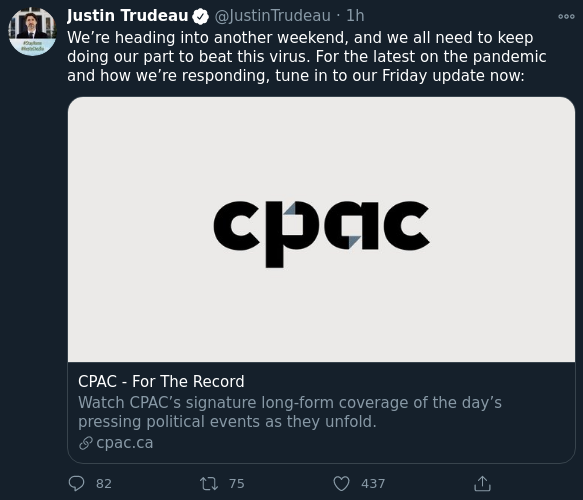 Justin Trudeau @JustinTrudeau · 1h
We’re heading into another weekend, and we all need to keep
doing our part to beat this virus. For the latest on the pandemic
and how we’re responding, tune in to our Friday update now:
cpac
CPAC - For The Record
Watch CPAC’s signature long-form coverage of the day’s
pressing political events as they unfold.
cpac.ca
82 75 437